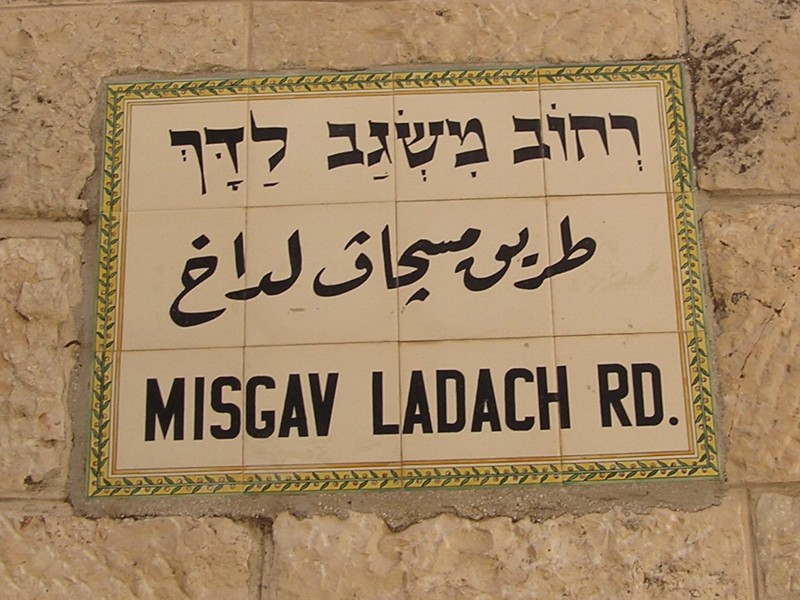 רְחוֹב מִשְׂגַּב לַדָּךְ
طريق مسجاف لداخ
MISGAV LADACH RD.